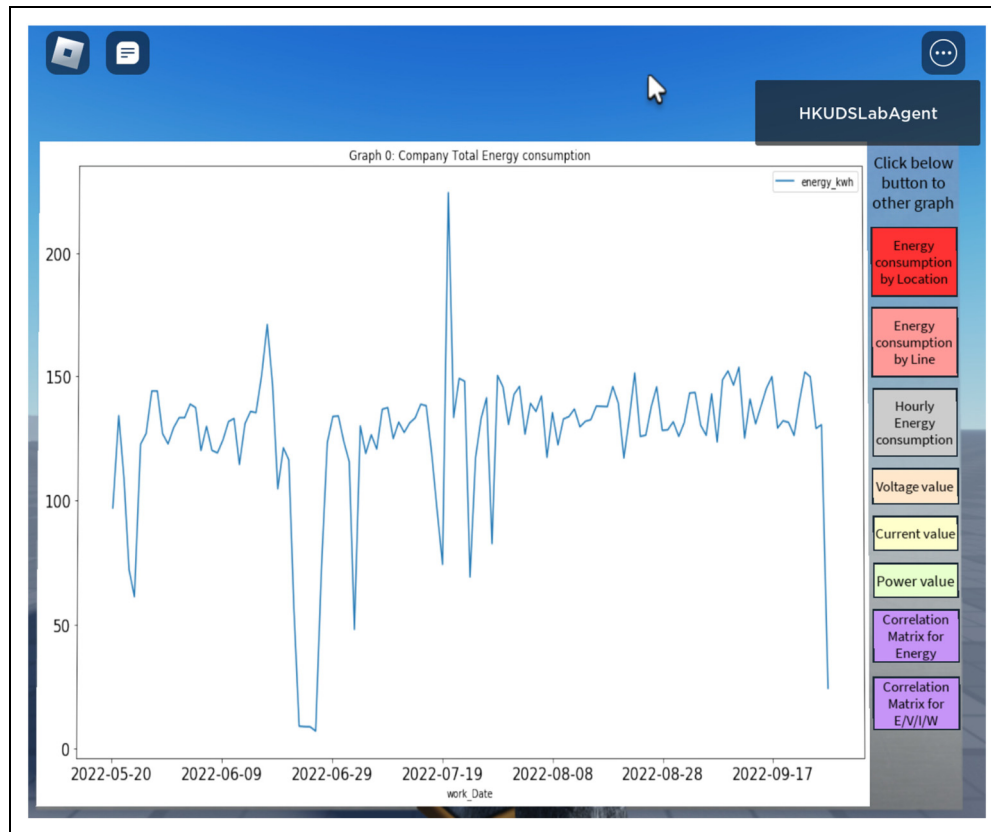 HKUDSLabAgent
Graph 0: Company Total Energy consumption
energy_kwh
200
150
100
50
0
2022-05-20 2022-06-09 2022-06-29 2022-07-19 2022-08-08 2022-08-28 2022-09-17
work_Date
Click below
button to
other graph
Energy
consumption
by Location
Energy
consumption
by Line
Hourly
Energy
consumption
Voltage value
Current value
Power value
Correlation
Matrix for
Energy
Correlation
Matrix for
E/V/I/W